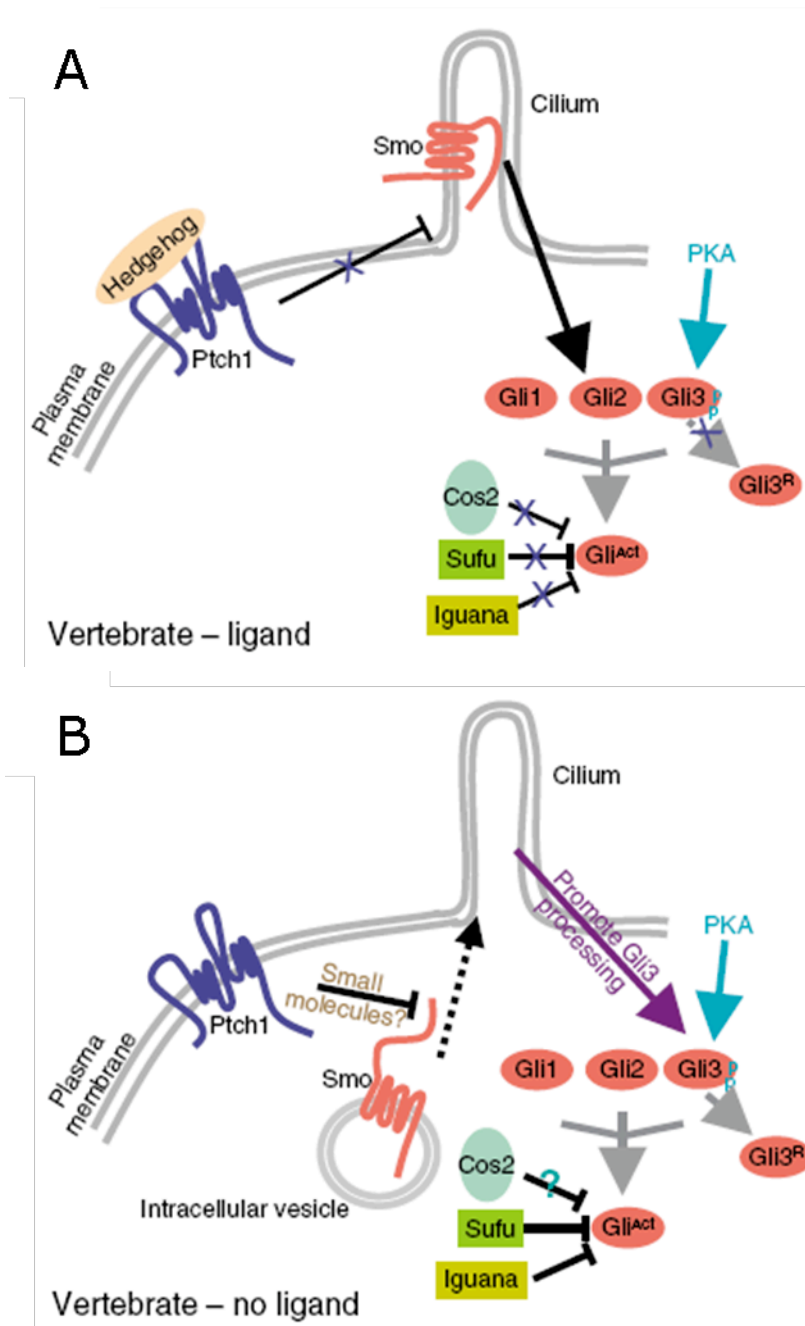 A
Cilium
Smo
Hedgehog
PKA
Ptch1
Plasma
membrane
Gli1
Gli2
Gli3
P
P
Gli3R
Cos2
Sufu
GliAct
Iguana
Vertebrate – ligand
B
Cilium
Promote Gli3
processing
PKA
Small
molecules?
Ptch1
Plasma
membrane
Smo
Gli1
Gli2
Gli3
P
P
Gli3R
Cos2
?
Intracellular vesicle
Sufu
GliAct
Iguana
Vertebrate – no ligand